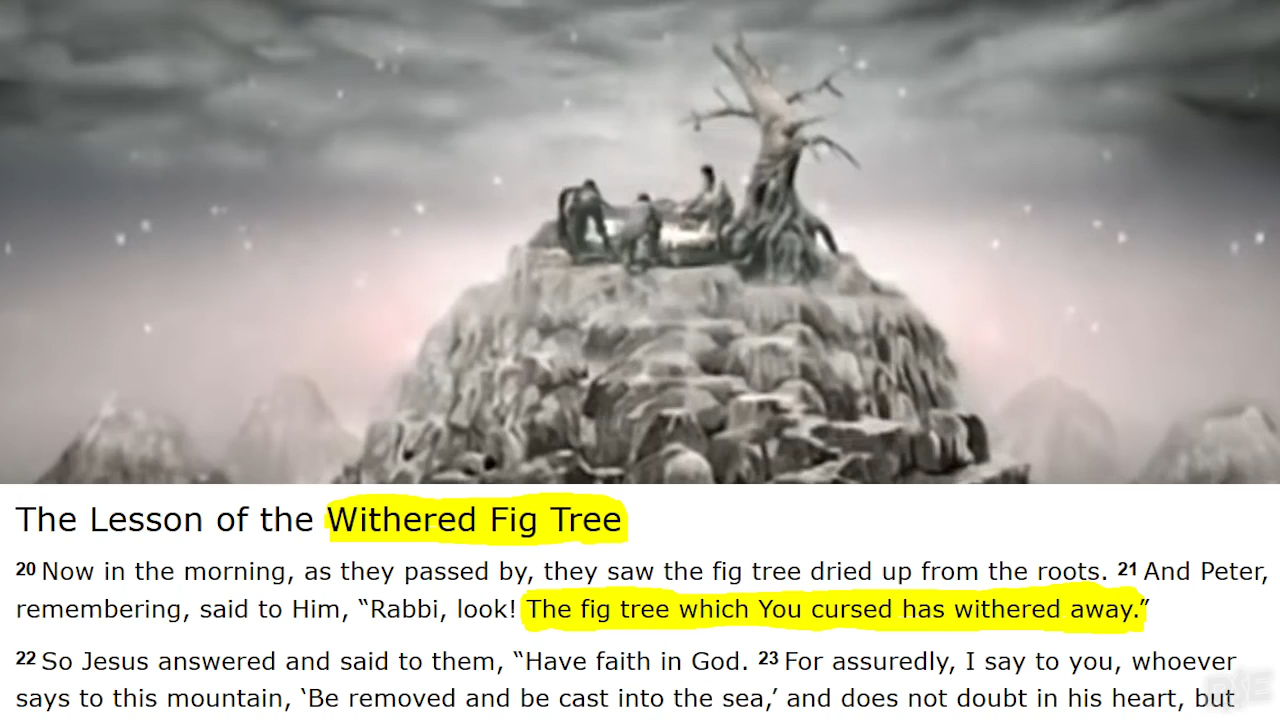 The Lesson of the Withered Fig Tree
20 Now in the morning, as they passed by, they saw the fig tree dried up from the roots. 21 And Peter,
remembering, said to Him, “Rabbi, look! The fig tree which You cursed has withered away.”
22 So Jesus answered and said to them, “Have faith in God. 23 For assuredly, I say to you, whoever
says to this mountain, ‘Be removed and be cast into the sea,’ and does not doubt in his heart, but